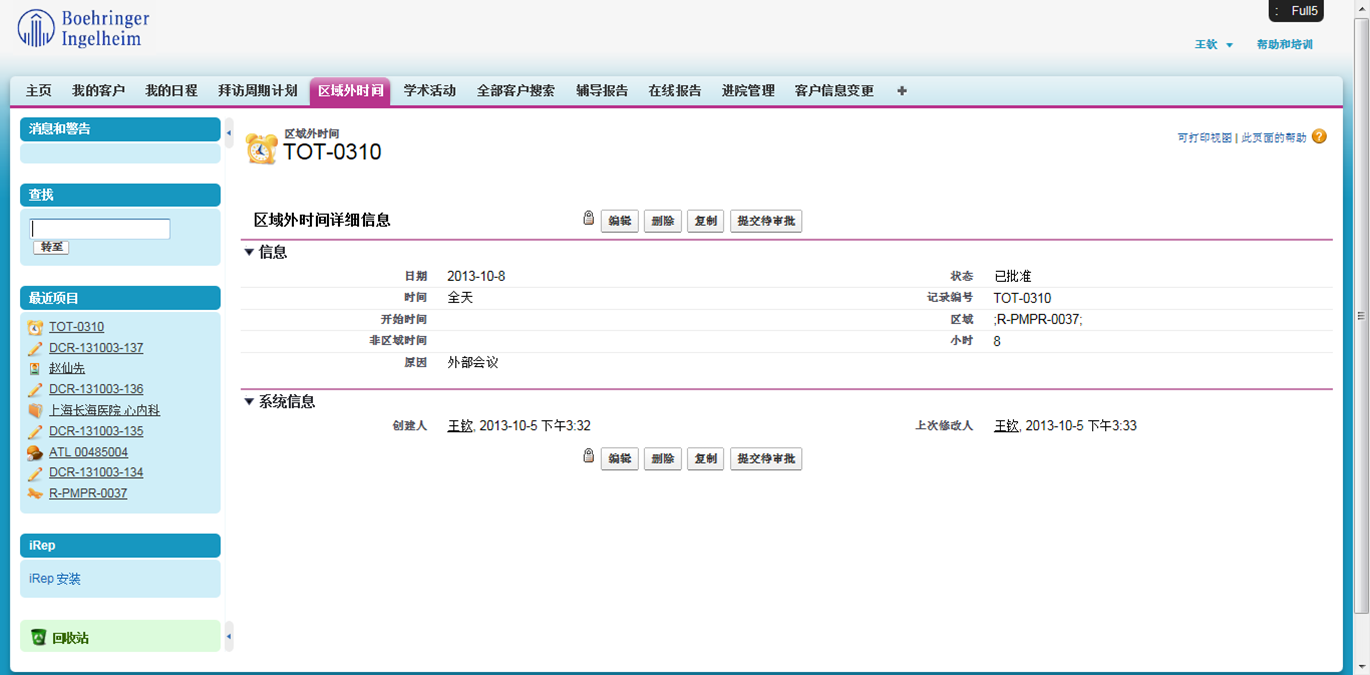 Boehringer
Ingelheim
: Full5
王钦 帮助和培训
主页 我的客户 我的日程 拜访周期计划 区域外时间 学术活动 全部客户搜索 辅导报告 在线报告 进院管理 客户信息变更 +
消息和警告
查找
转至
最近项目
TOT-0310
DCR-131003-137
赵仙先
DCR-131003-136
上海长海医院 心内科
DCR-131003-135
ATL 00485004
DCR-131003-134
R-PMPR-0037
iRep
iRep 安装
回收站
区域外时间
TOT-0310
可打印视图 | 此页面的帮助 ?
区域外时间详细信息 编辑 删除 复制 提交待审批
信息
日期 2013-10-8 状态 已批准
时间 全天 记录编号 TOT-0310
开始时间 区域 ;R-PMPR-0037;
非区域时间 小时 8
原因 外部会议
系统信息
创建人 王钦, 2013-10-5 下午3:32 上次修改人 王钦, 2013-10-5 下午3:33
编辑 删除 复制 提交待审批